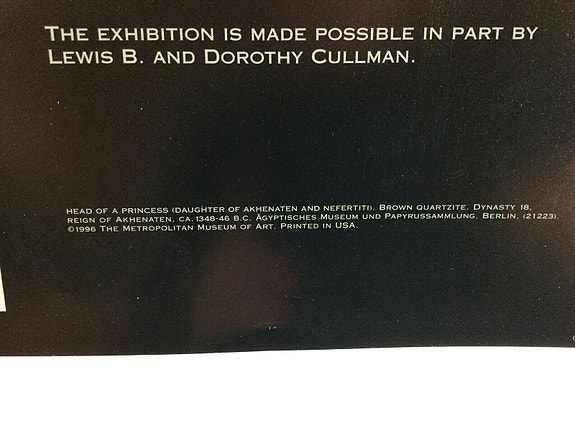 THE EXHIBITION IS MADE POSSIBLE IN PART BY
LEWIS B. AND DOROTHY CULLMAN.
HEAD OF A PRINCESS (DAUGHTER OF AKHENATEN AND NEFERTITI). BROWN QUARTZITE. DYNASTY 18,
REIGN OF AKHENATEN, CA. 1348-46 B.C. ÄGYPTISCHES MUSEUM UND PAPYRUSSAMMLUNG, BERLIN, (21223).
©1996 THE METROPOLITAN MUSEUM OF ART. PRINTED IN USA.